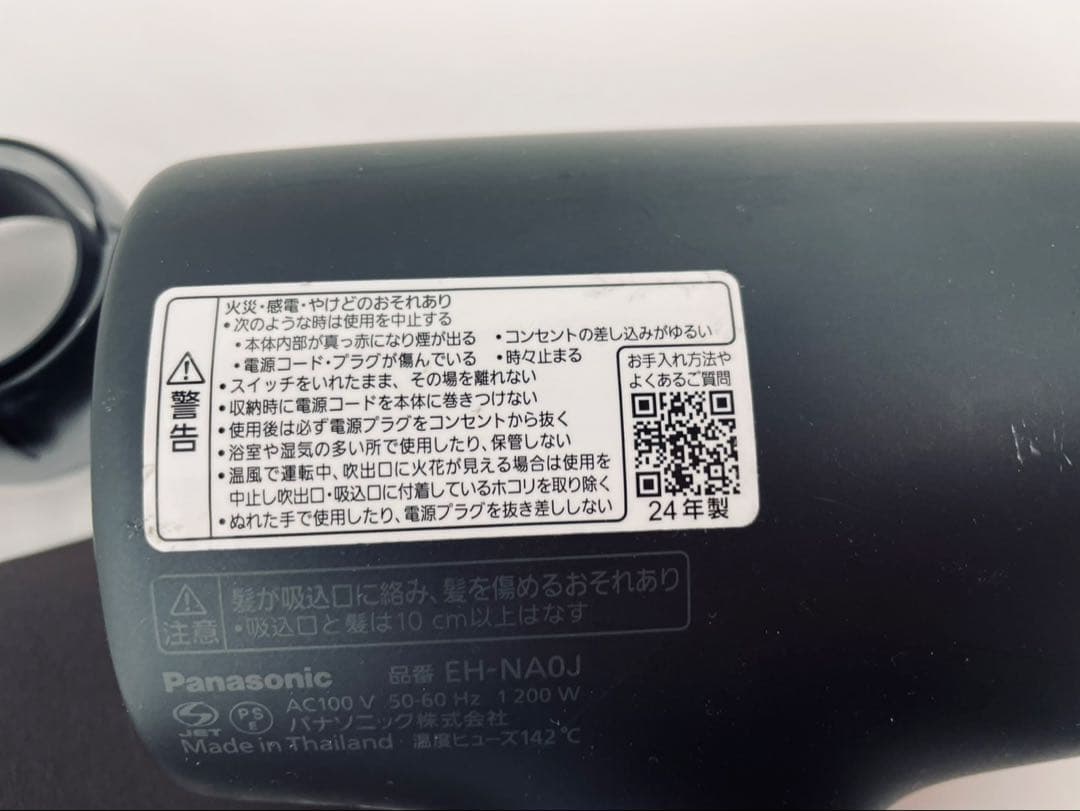 警告
火災・感電・やけどのおそれあり
・次のような時は使用を中止する
・本体内部が真っ赤になり煙が出る ・コンセントの差し込みがゆるい
・電源コード・プラグが傷んでいる ・時々止まる
・スイッチをいれたまま、その場を離れない
・収納時に電源コードを本体に巻きつけない
・使用後は必ず電源プラグをコンセントから抜く
・浴室や湿気の多い所で使用したり、保管しない
・温風で運転中、吹出口に火花が見える場合は使用を
中止し吹出口・吸込口に付着しているホコリを取り除く
・ぬれた手で使用したり、電源プラグを抜き差ししない
お手入れ方法や
よくあるご質問
24年製
注意
髪が吸込口に絡み、髪を傷めるおそれあり
・吸込口と髪は10 cm以上はなす
Panasonic 品番 EH-NA0J
AC100 V 50-60 Hz 1 200 W
JET PS E パナソニック株式会社
Made in Thailand ・温度ヒューズ142℃